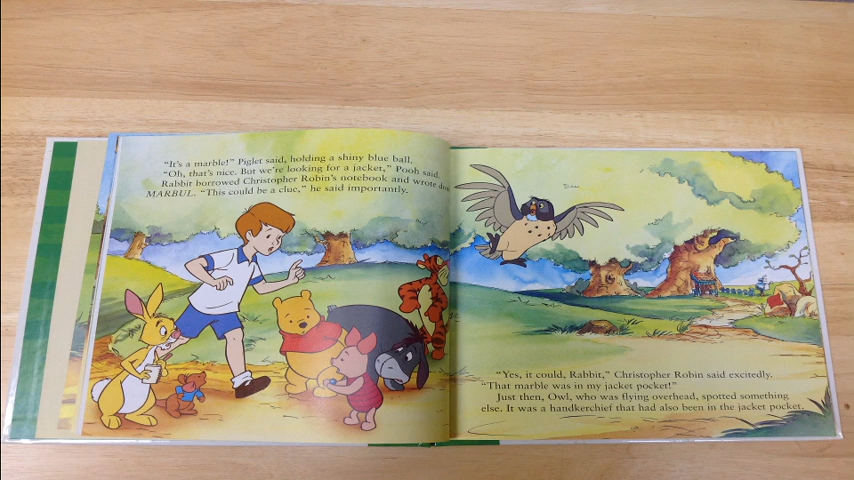 "It's a marble!" Piglet said, holding a shiny blue ball.
"Oh, that's nice. But we're looking for a jacket," Pooh said.
Rabbit borrowed Christopher Robin's notebook and wrote
MARBUL. "This could be a clue," he said importantly.
"Yes, it could, Rabbit," Christopher Robin said excitedly.
"That marble was in my jacket pocket!"
Just then, Owl, who was flying overhead, spotted something
else. It was a handkerchief that had also been in the jacket pocket.